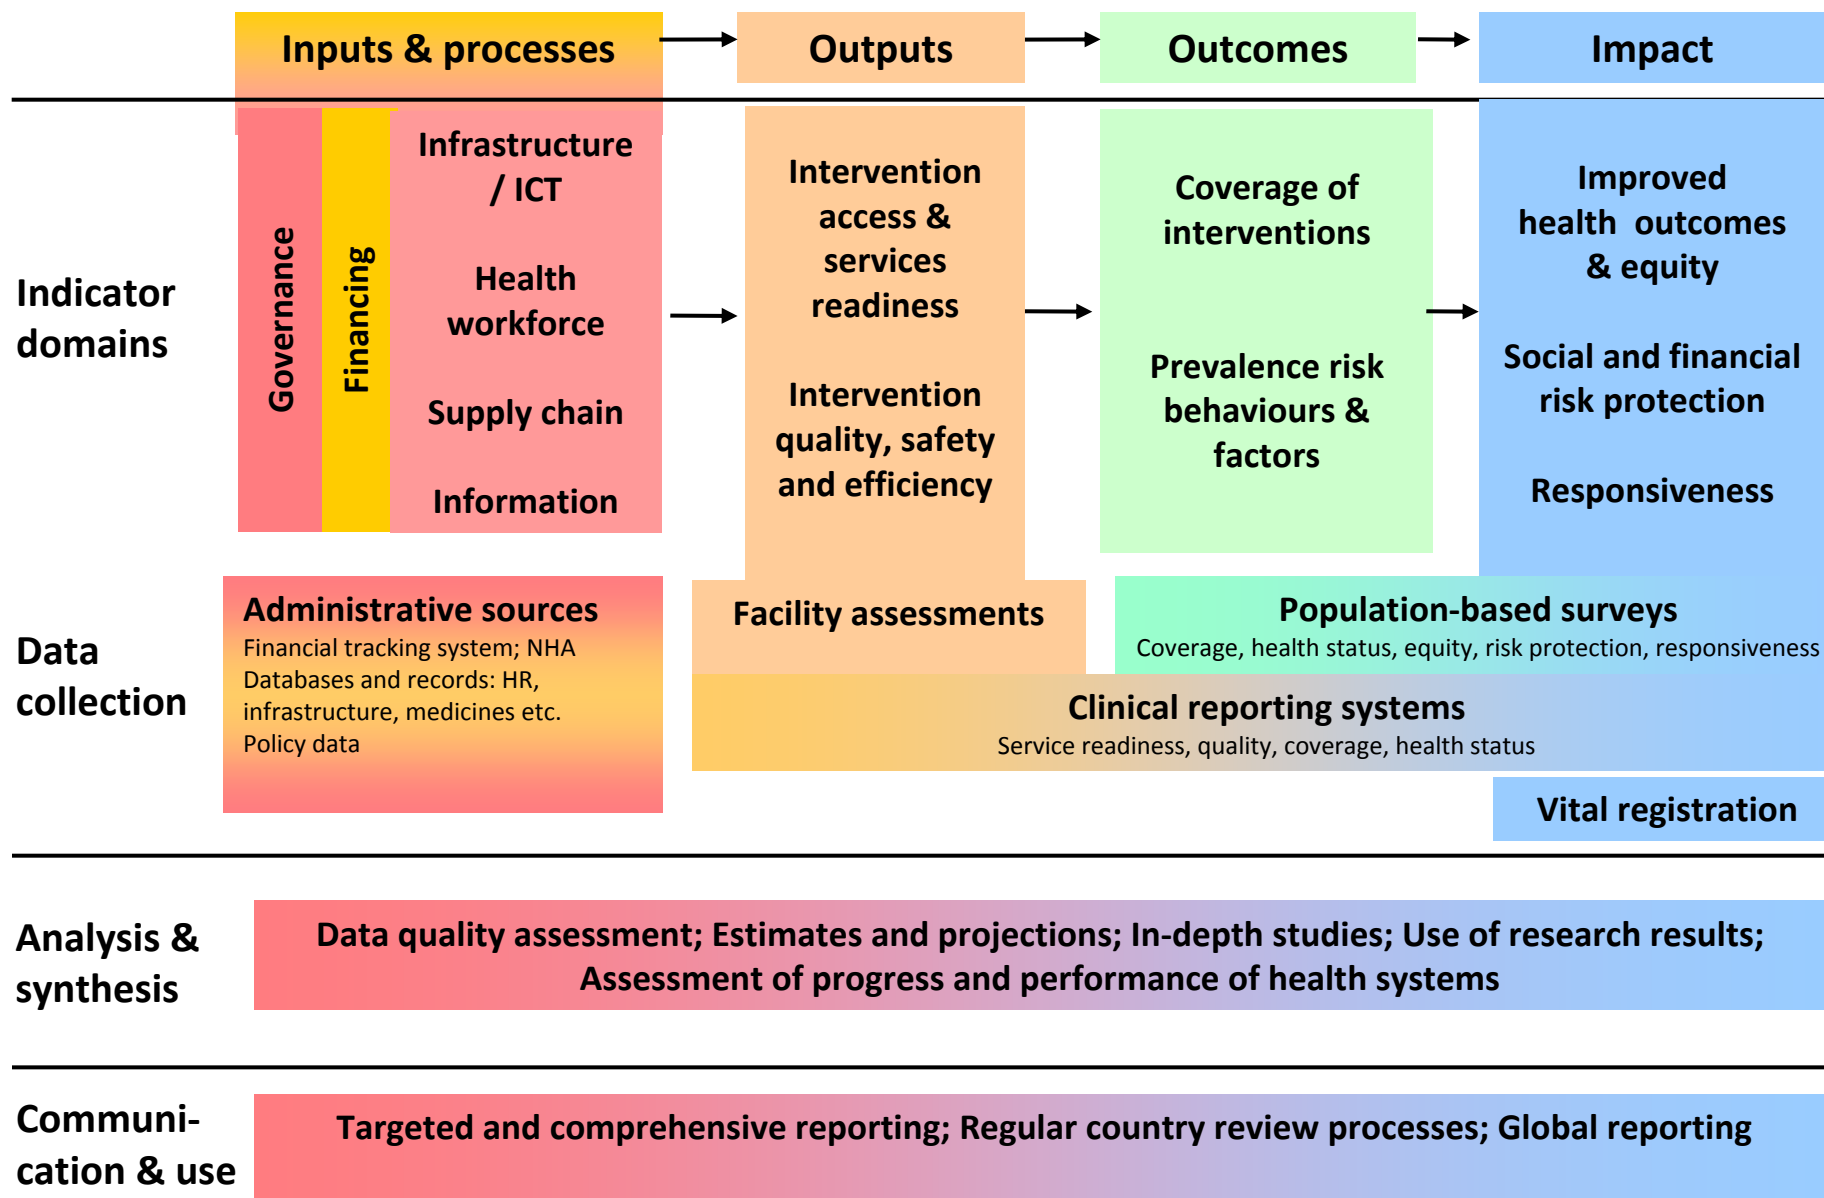 Inputs & processes
Outputs
Outcomes
Impact
Indicator
domains
Governance
Financing
Infrastructure
/ ICT
Health
workforce
Supply chain
Information
Intervention
access &
services
readiness
Intervention
quality, safety
and efficiency
Coverage of
interventions
Prevalence risk
behaviours &
factors
Improved
health  outcomes
& equity
Social and financial
risk protection
Responsiveness
Data
collection
Administrative sources
Financial tracking system; NHA
Databases and records: HR,
infrastructure, medicines etc.
Policy data
Facility assessments
Population-based surveys
Coverage, health status, equity, risk protection, responsiveness
Clinical reporting systems
Service readiness, quality, coverage, health status
Vital registration
Analysis &
synthesis
Data quality assessment; Estimates and projections; In-depth studies; Use of research results;
Assessment of progress and performance of health systems
Communi-
cation & use
Targeted and comprehensive reporting; Regular country review processes; Global reporting